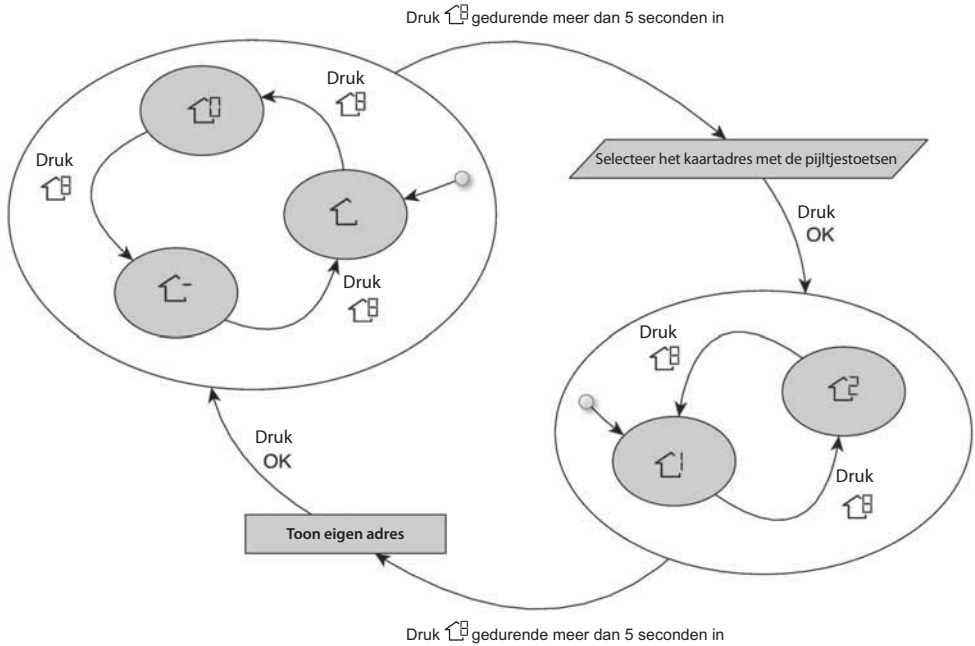 Druk gedurende meer dan 5 seconden in
Druk
Druk
Selecteer het kaartadres met de pijltjestoetsen
Druk
OK
Druk
Druk
Druk
OK
Druk
Toon eigen adres
Druk gedurende meer dan 5 seconden in